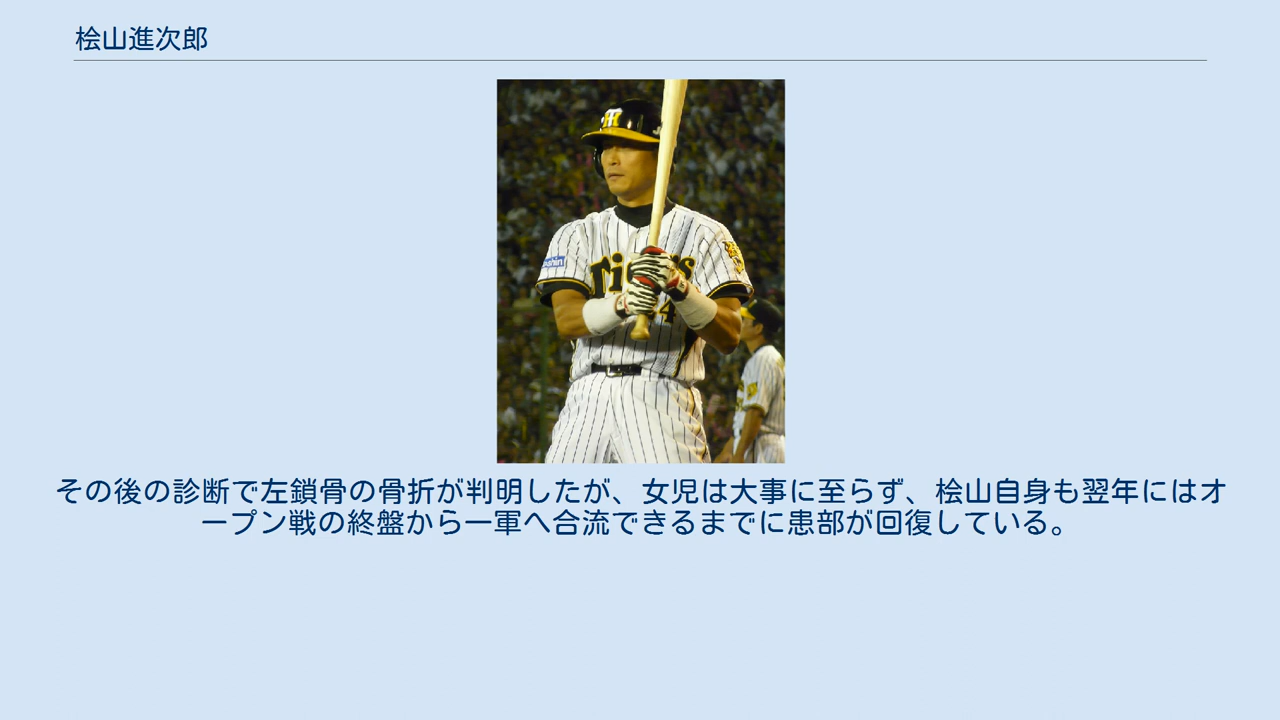 桧山進次郎
その後の診断で左鎖骨の骨折が判明したが、女児は大事に至らず、桧山自身も翌年にはオ
ープン戦の終盤から一軍へ合流できるまでに患部が回復している。